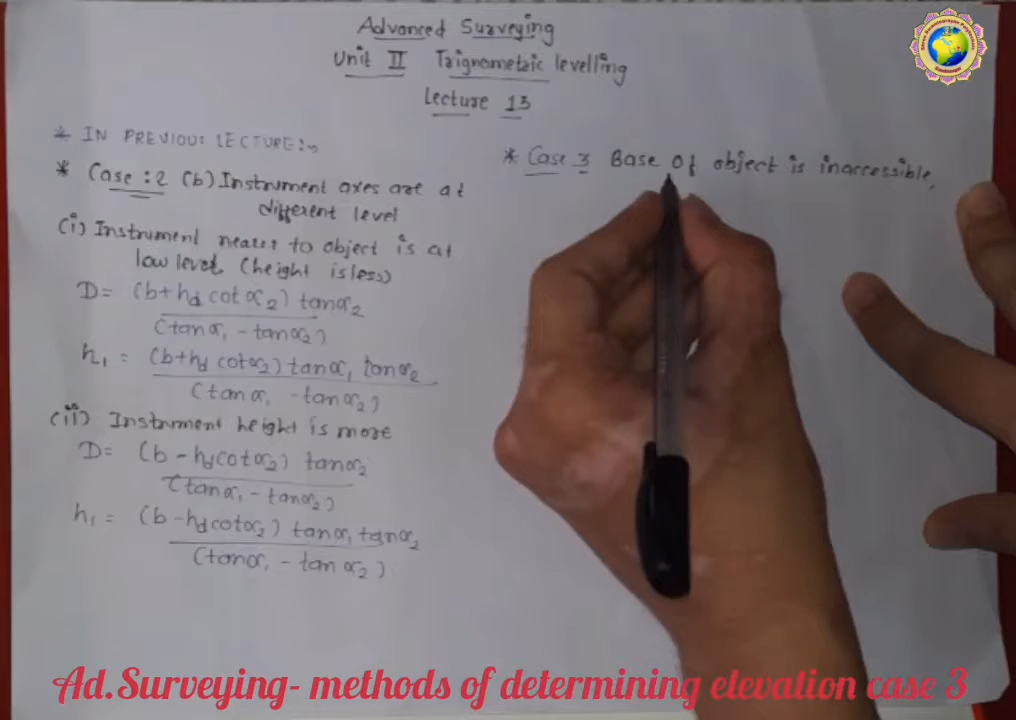 Advanced Surveying
Unit II Trignometric levelling
Lecture 13
* IN PREVIOUS LECTURE:~
* Case : 2 (b) Instrument axes are at
different level
(i) Instrument nearer to object is at
low level (height is less)
D = (b+hd cot α2) tan α2
(tan α1 - tan α2)
h1 = (b+hd cot α2) tan α1 tan α2
(tan α1 - tan α2)
(ii) Instrument height is more
D = (b - hd cot α2) tan α2
(tan α1 - tan α2)
h1 = (b - hd cot α2) tan α1 tan α2
(tan α1 - tan α2)
* Case 3 Base of object is inaccessible,
Ad.Surveying- methods of determining elevation case 3